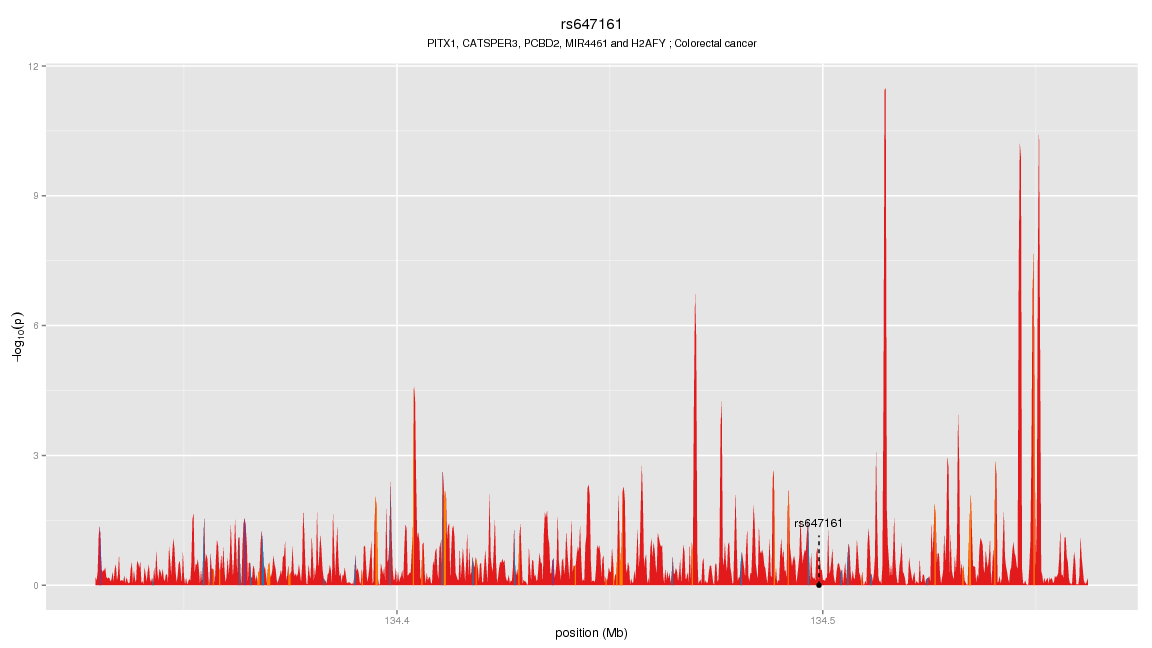 rs647161
PITX1, CATSPER3, PCBD2, MIR4461 and H2AFY ; Colorectal cancer
12
9
6
3
0
−log10(p)
rs647161
134.4
134.5
position (Mb)